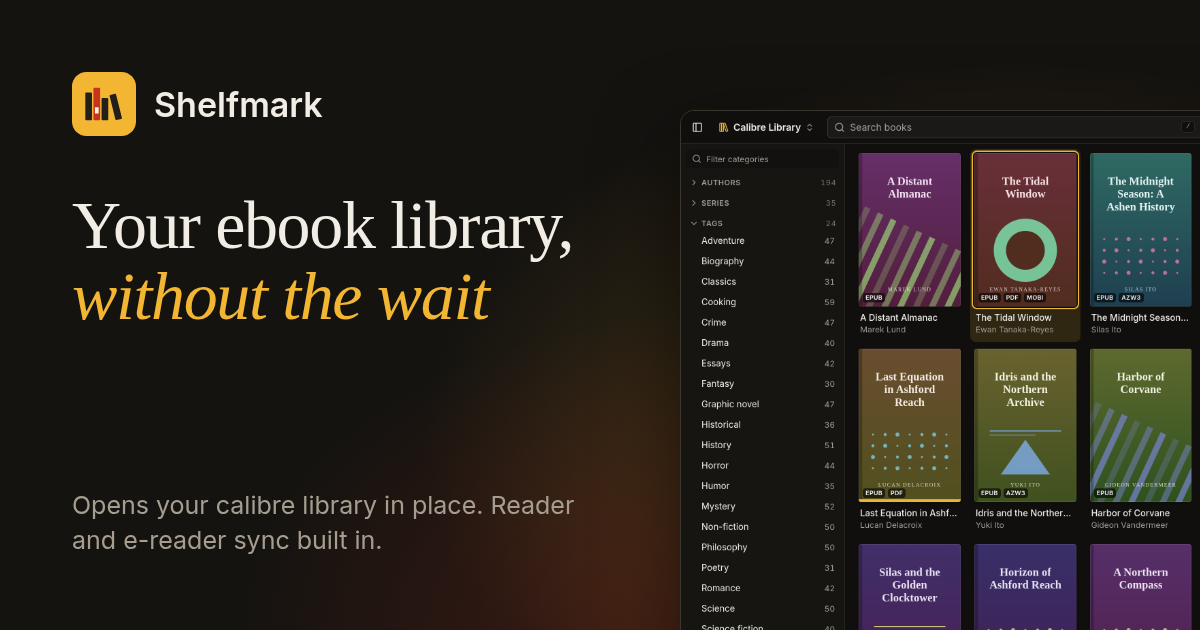 Shelfmark
Your ebook library,
without the wait
Opens your calibre library in place. Reader
and e-reader sync built in.
Calibre Library
Search books
/
Filter categories
AUTHORS 194
SERIES 35
TAGS 24
Adventure 47
Biography 44
Classics 51
Cooking 59
Crime 47
Drama 40
Essays 42
Fantasy 30
Graphic novel 47
Historical 36
History 51
Horror 44
Humor 35
Mystery 52
Non-fiction 50
Philosophy 50
Poetry 31
Romance 42
Science 50
Science fiction 40
A Distant
Almanac
MAREK LUND
EPUB
A Distant Almanac
Marek Lund
The Tidal
Window
EWAN TANAKA-REYES
EPUB PDF MOBI
The Tidal Window
Ewan Tanaka-Reyes
The Midnight
Season: A
Ashen History
SILAS ITO
EPUB AZW3
The Midnight Season...
Silas Ito
Last Equation
in Ashford
Reach
LUCAN DELACROIX
EPUB PDF
Last Equation in Ashf...
Lucan Delacroix
Idris and the
Northern
Archive
YUKI ITO
EPUB AZW3
Idris and the Norther...
Yuki Ito
Harbor of
Corvane
GIDEON VANDERMEER
EPUB
Harbor of Corvane
Gideon Vandermeer
Silas and the
Golden
Clocktower
Horizon of
Ashford Reach
A Northern
Compass